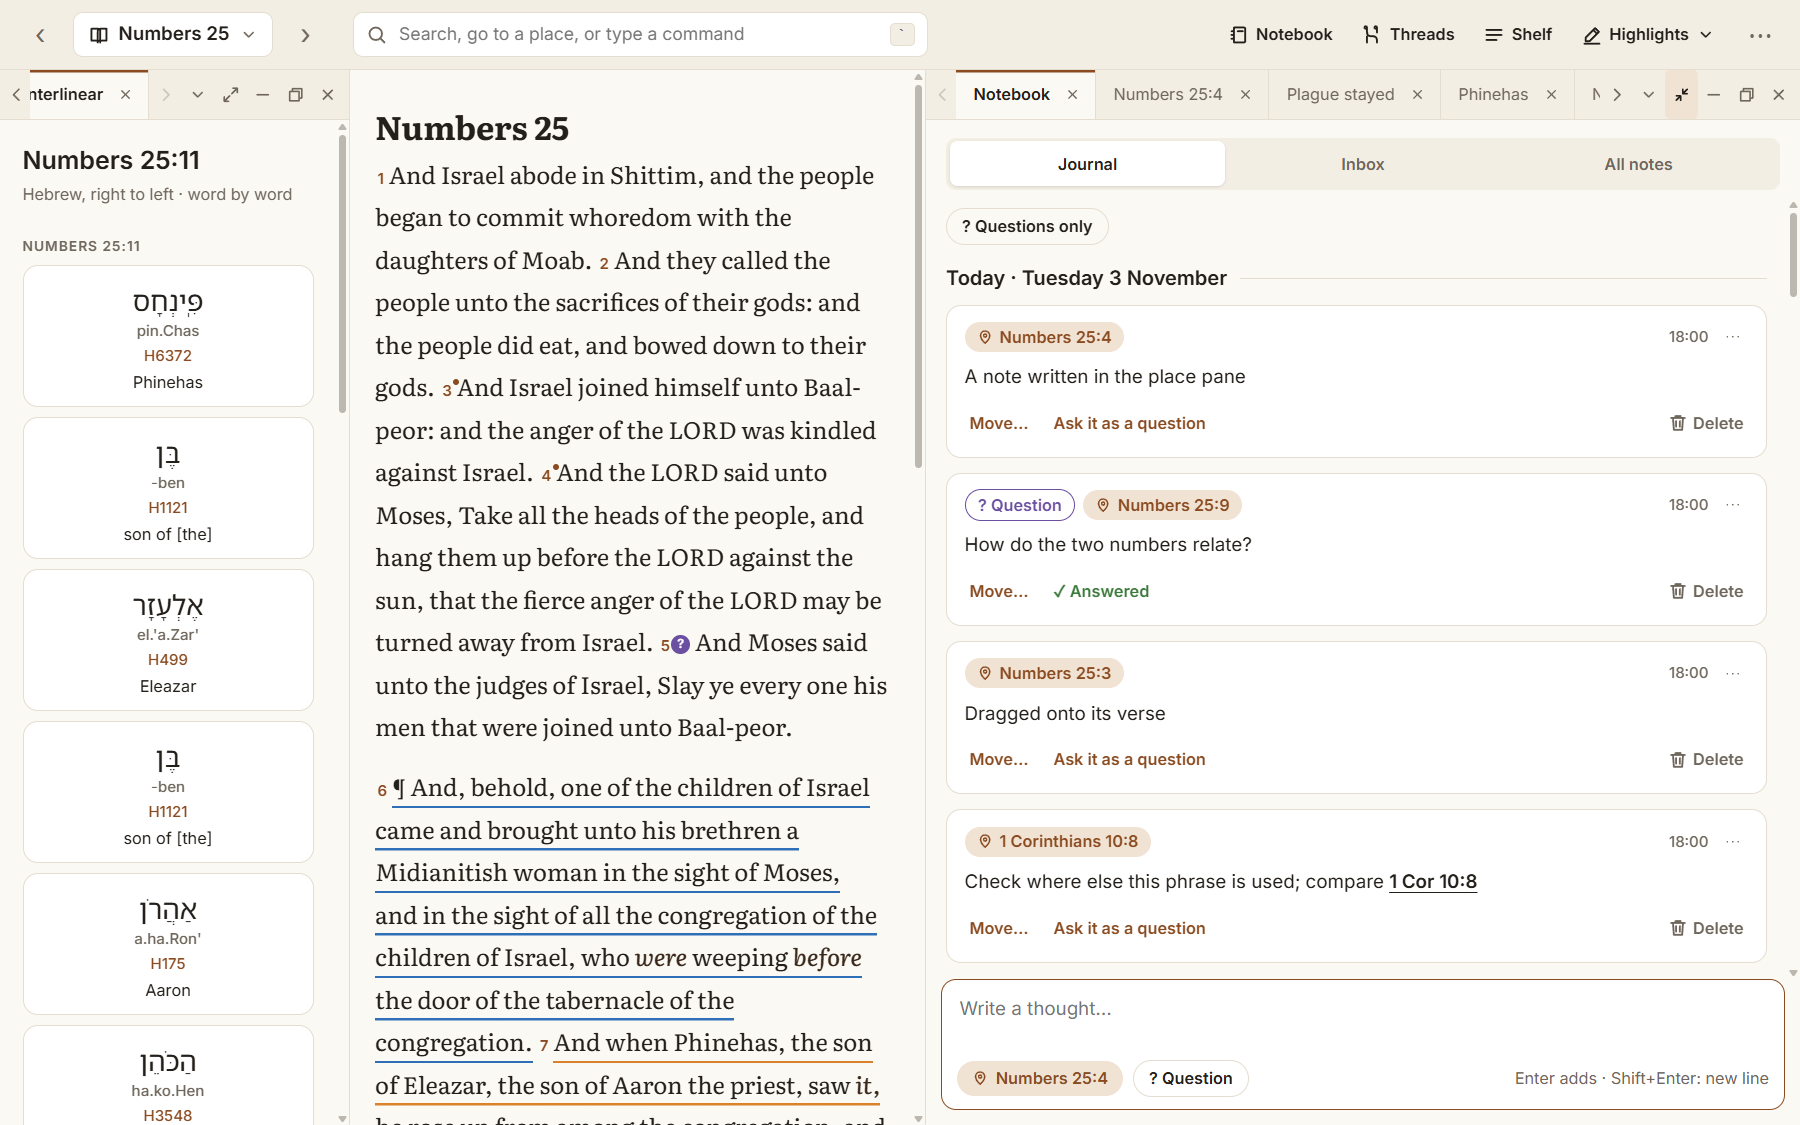 Numbers 25
Search, go to a place, or type a command
`
Notebook
Threads
Shelf
Highlights
nterlinear
Numbers 25:11
Hebrew, right to left · word by word
NUMBERS 25:11
פִּֽינְחָ֨ס
pin.Chas
H6372
Phinehas
בֶּן
-ben
H1121
son of [the]
אֶלְעָזָ֜ר
el.'a.Zar'
H499
Eleazar
בֶּן
-ben
H1121
son of [the]
אַהֲרֹ֣ן
a.ha.Ron'
H175
Aaron
הַכֹּהֵ֗ן
ha.ko.Hen
H3548
Numbers 25
1 And Israel abode in Shittim, and the people
began to commit whoredom with the
daughters of Moab. 2 And they called the
people unto the sacrifices of their gods: and
the people did eat, and bowed down to their
gods. 3 And Israel joined himself unto Baal-
peor: and the anger of the LORD was kindled
against Israel. 4 And the LORD said unto
Moses, Take all the heads of the people, and
hang them up before the LORD against the
sun, that the fierce anger of the LORD may be
turned away from Israel. 5 ? And Moses said
unto the judges of Israel, Slay ye every one his
men that were joined unto Baal-peor.
6 ¶ And, behold, one of the children of Israel
came and brought unto his brethren a
Midianitish woman in the sight of Moses,
and in the sight of all the congregation of the
children of Israel, who were weeping before
the door of the tabernacle of the
congregation. 7 And when Phinehas, the son
of Eleazar, the son of Aaron the priest, saw it,
he rose up from among the congregation, and
Notebook
Numbers 25:4
Plague stayed
Phinehas
Journal
Inbox
All notes
? Questions only
Today · Tuesday 3 November
Numbers 25:4
18:00
A note written in the place pane
Move...
Ask it as a question
Delete
? Question
Numbers 25:9
18:00
How do the two numbers relate?
Move...
✓ Answered
Delete
Numbers 25:3
18:00
Dragged onto its verse
Move...
Ask it as a question
Delete
1 Corinthians 10:8
18:00
Check where else this phrase is used; compare 1 Cor 10:8
Move...
Ask it as a question
Delete
Write a thought...
Numbers 25:4
? Question
Enter adds · Shift+Enter: new line